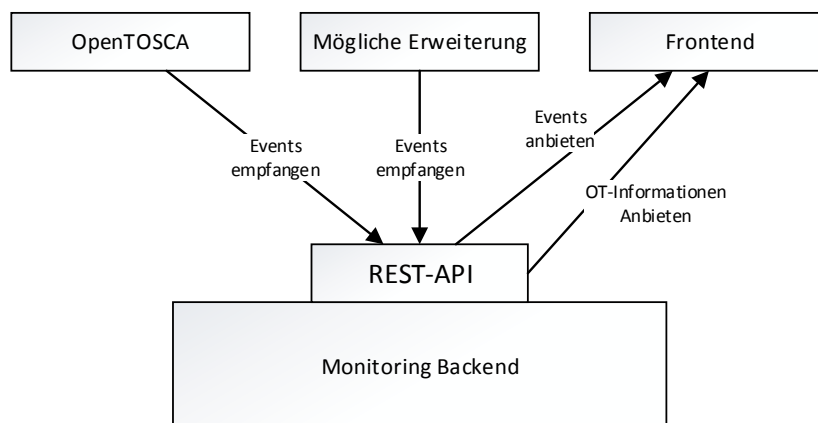 OpenTOSCA
Mögliche Erweiterung
Frontend
Events
empfangen
Events
empfangen
Events
anbieten
OT-Informationen
Anbieten
REST-API
Monitoring Backend